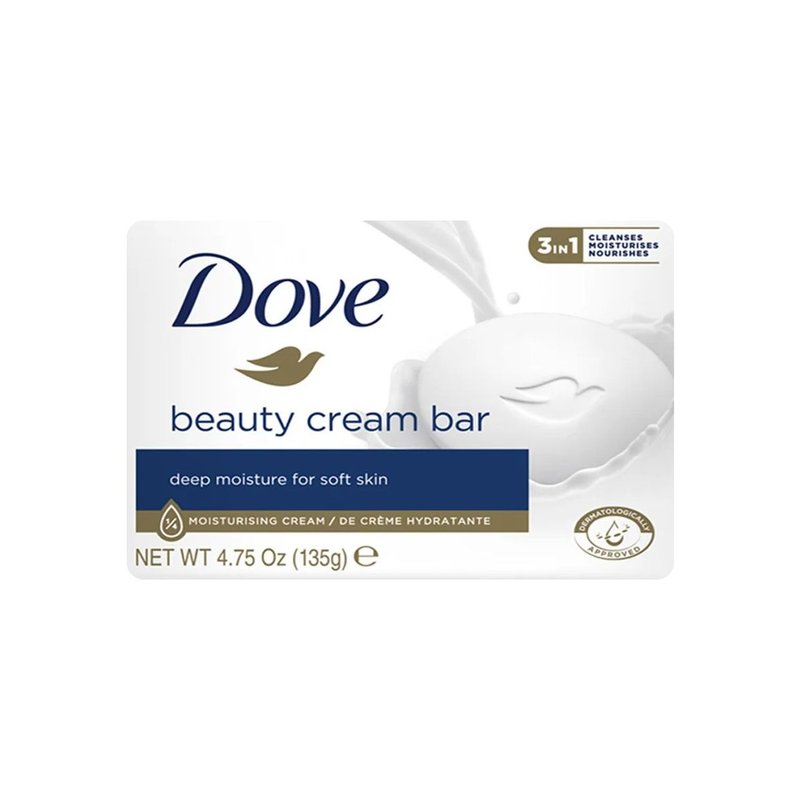 Dove
3IN1
CLEANSES
MOISTURISES
NOURISHES
beauty cream bar
deep moisture for soft skin
¼ MOISTURISING CREAM / DE CRÈME HYDRATANTE
DERMATOLOGICALLY
APPROVED
NET WT 4.75 Oz (135g) ℮